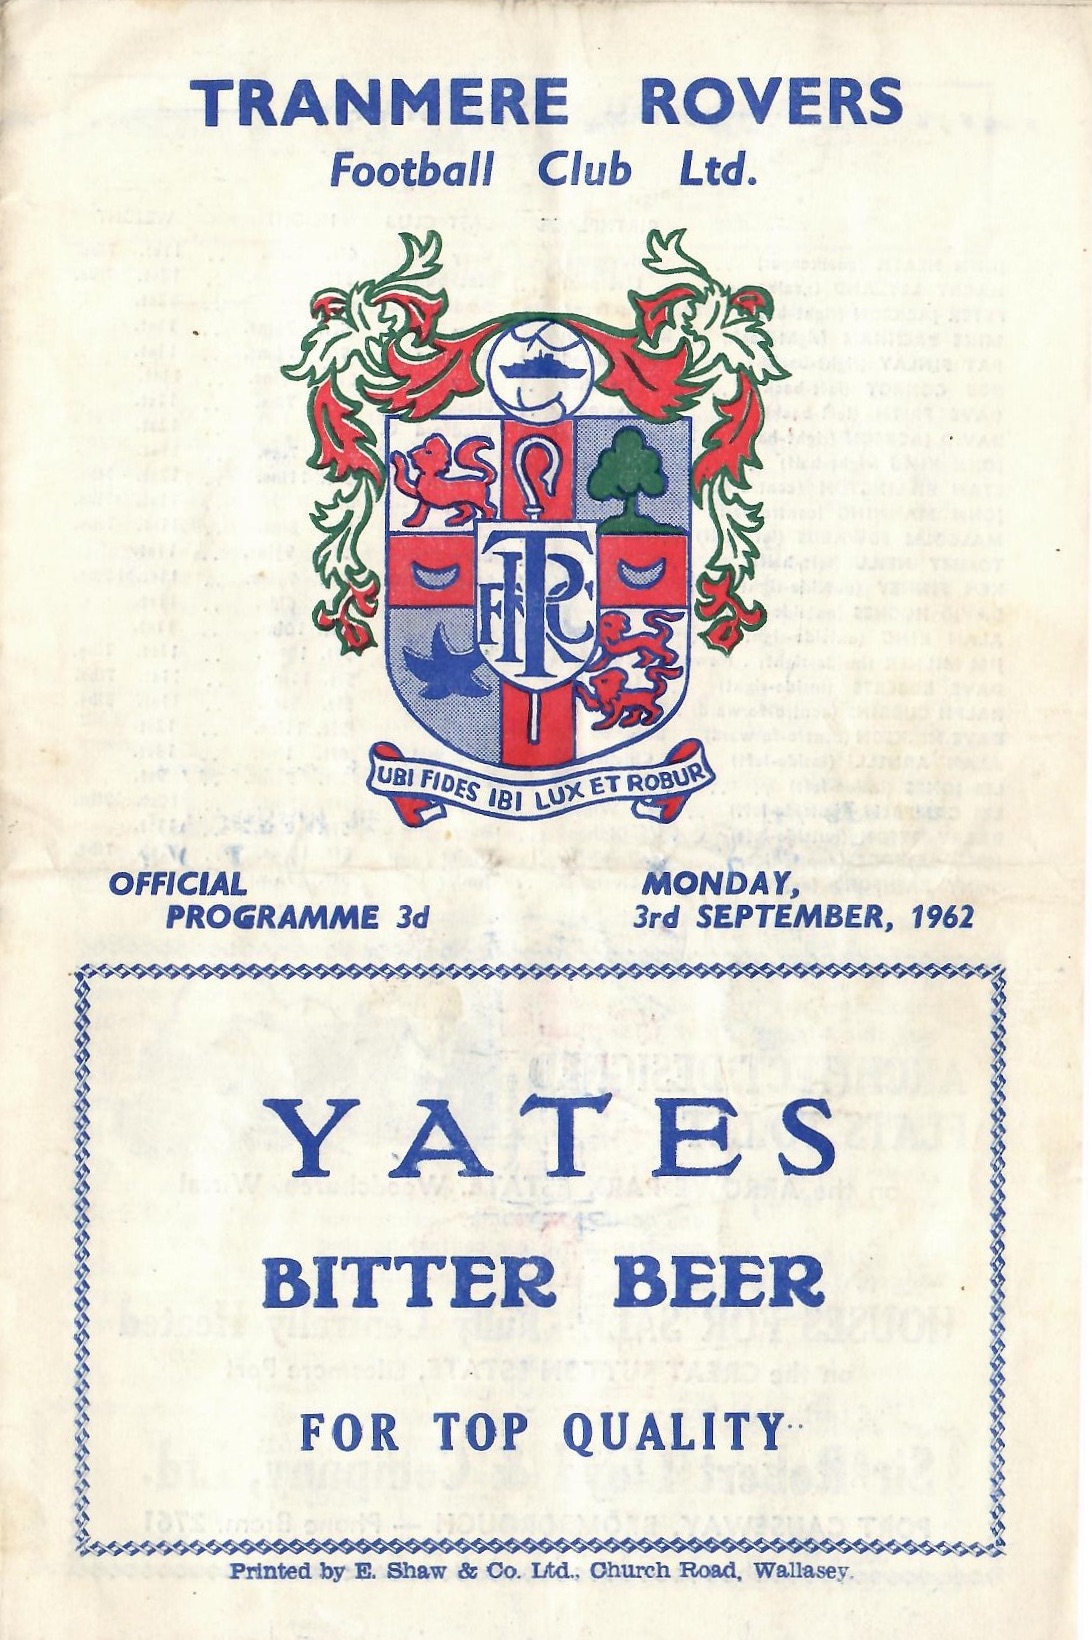 TRANMERE ROVERS
Football Club Ltd.
TRFC
UBI FIDES IBI LUX ET ROBUR
OFFICIAL
PROGRAMME 3d
MONDAY,
3rd SEPTEMBER, 1962
YATES
BITTER BEER
FOR TOP QUALITY
Printed by E. Shaw & Co. Ltd., Church Road, Wallasey.